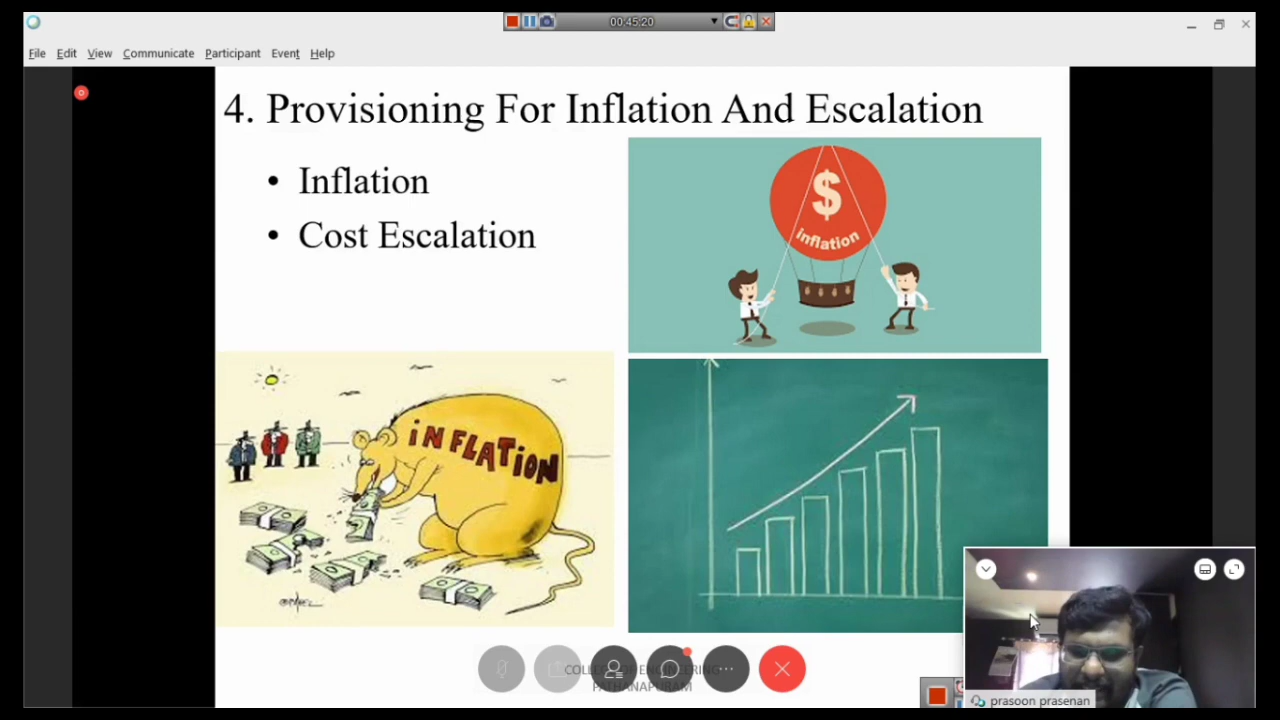 00:45:20
File Edit View Communicate Participant Event Help
4. Provisioning For Inflation And Escalation
• Inflation
• Cost Escalation
$
inflation
INFLATION
PATHANAPURAM
prasoon prasenan